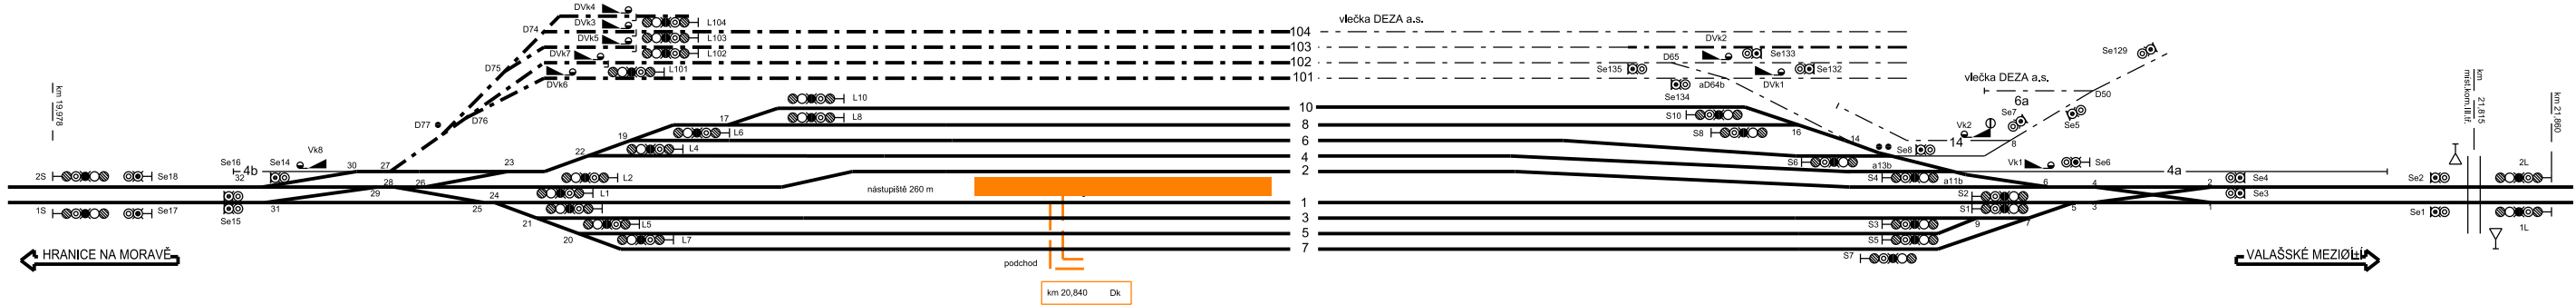 DVk4
L104
vlečka DEZA a.s.
DVk3
D74
104
DVk5
L103
103
DVk2
Se129
DVk7
L102
Se133
102
D65
D75
L101
Se135
Se132
101
vlečka DEZA a.s.
DVk6
aD64b
DVk1
km 19,978
km
míst.kom.III.tř.
21,815
km 21,860
Se134
6a
D50
L10
10
Se7
D77
D76
17
L8
S10
Vk2
Se5
8
19
L6
S8
16
14
6
14
8
22
L4
4
Se8
Vk8
S6
a13b
Vk1
Se6
Se16
4b
Se14
30
27
23
2
4a
2S
Se18
32
28
26
L2
S4
a11b
Se4
Se2
2L
29
24
L1
nástupiště 260 m
S2
6
4
2
Se3
1
1S
Se17
Se15
31
25
S1
5
3
1
Se1
1L
21
L5
3
S3
9
7
20
L7
5
S5
HRANICE NA MORAVĚ
7
S7
VALAŠSKÉ MEZIØÍÈÍ
podchod
km 20,840 Dk